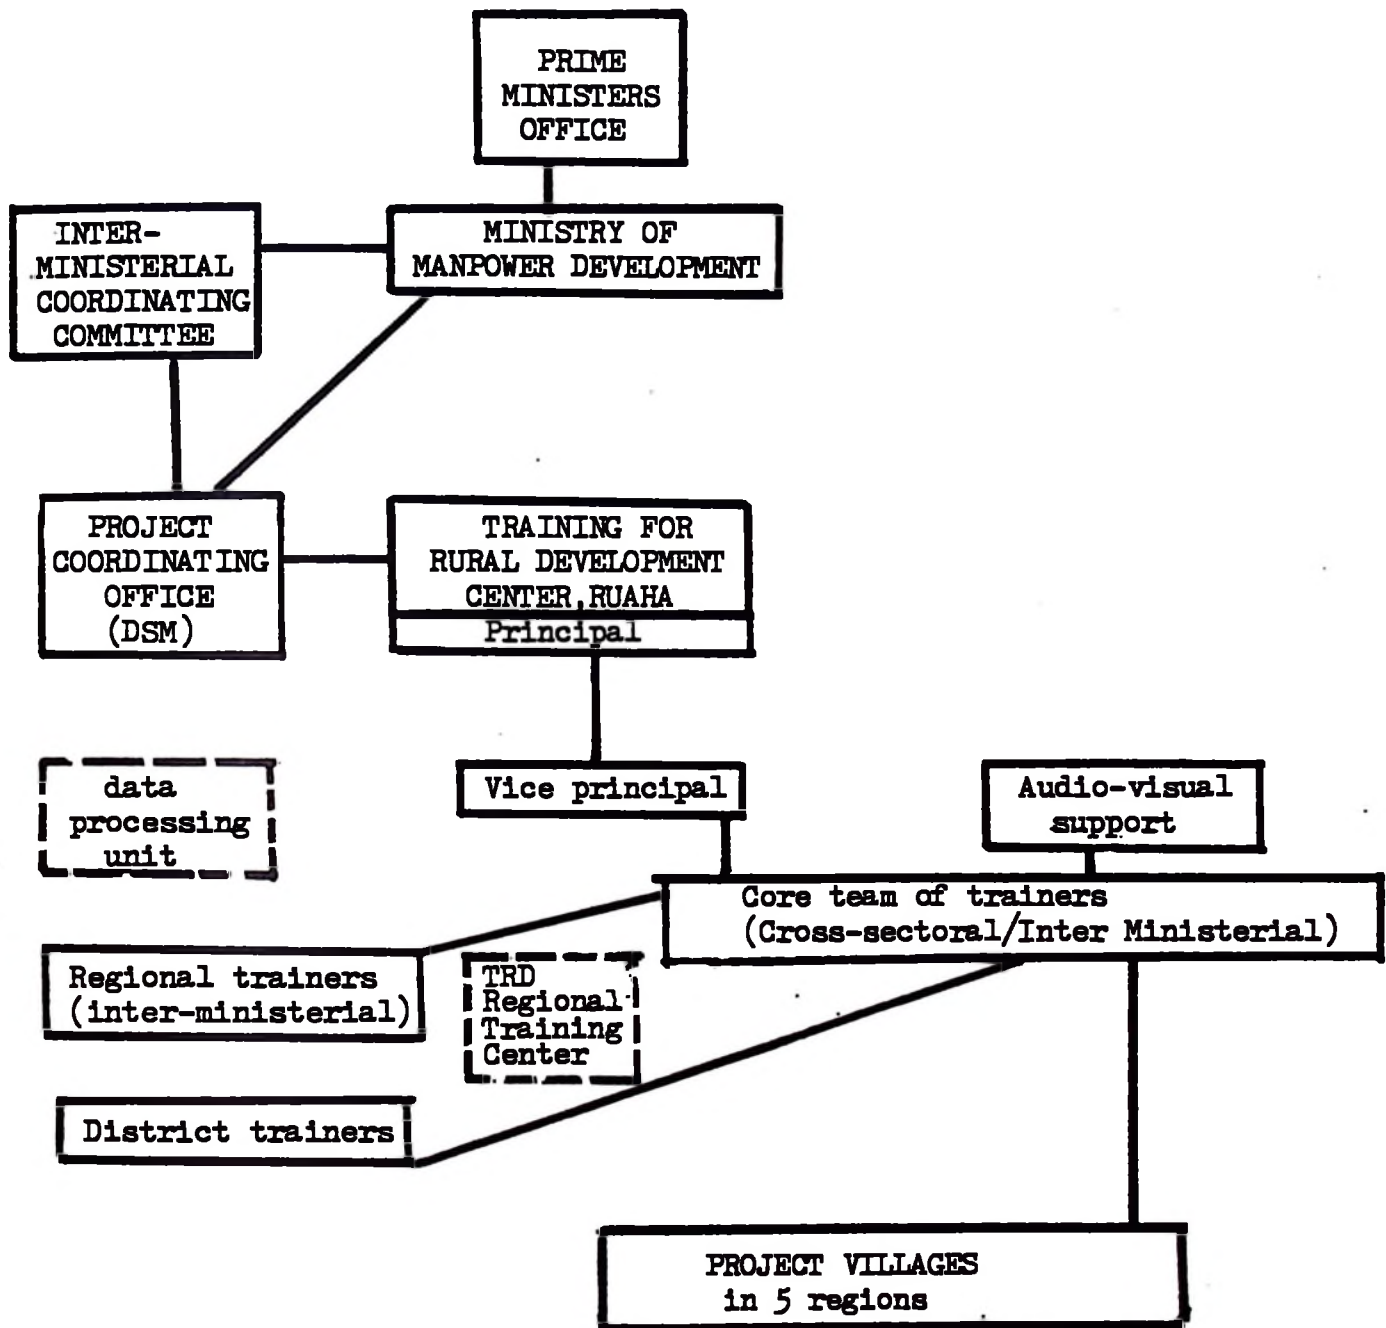 PRIME
MINISTERS
OFFICE
INTER-
MINISTERIAL
COORDINATING
COMMITTEE
MINISTRY OF
MANPOWER DEVELOPMENT
PROJECT
COORDINATING
OFFICE
(DSM)
TRAINING FOR
RURAL DEVELOPMENT
CENTER, RUAHA
Principal
data
processing
unit
Vice principal
Audio-visual
support
Core team of trainers
(Cross-sectoral/Inter Ministerial)
Regional trainers
(inter-ministerial)
TRD
Regional
Training
Center
District trainers
PROJECT VILLAGES
in 5 regions